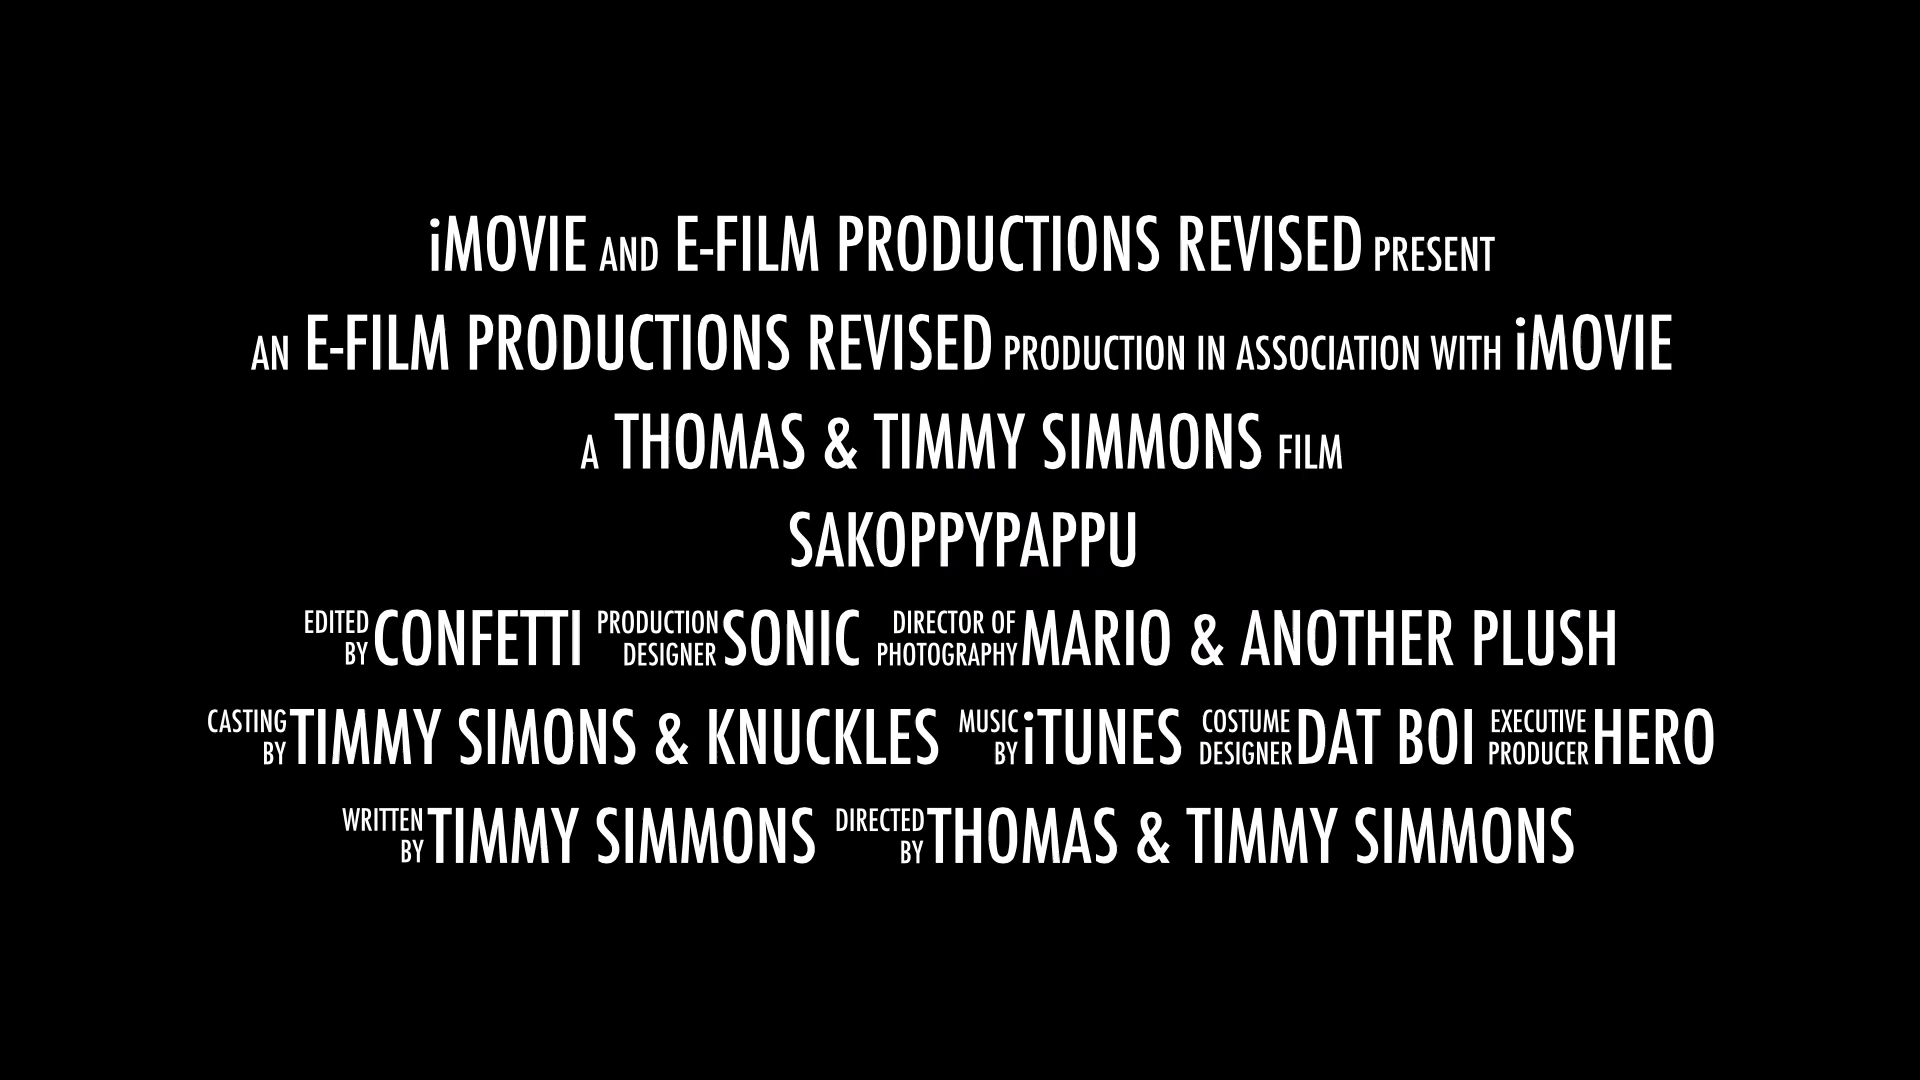 iMOVIE AND E-FILM PRODUCTIONS REVISED PRESENT
AN E-FILM PRODUCTIONS REVISED PRODUCTION IN ASSOCIATION WITH iMOVIE
A THOMAS & TIMMY SIMMONS FILM
SAKOPPYPAPPU
EDITED BY CONFETTI PRODUCTION DESIGNER SONIC DIRECTOR OF PHOTOGRAPHY MARIO & ANOTHER PLUSH
CASTING BY TIMMY SIMONS & KNUCKLES MUSIC BY iTUNES COSTUME DESIGNER DAT BOI EXECUTIVE PRODUCER HERO
WRITTEN BY TIMMY SIMMONS DIRECTED BY THOMAS & TIMMY SIMMONS